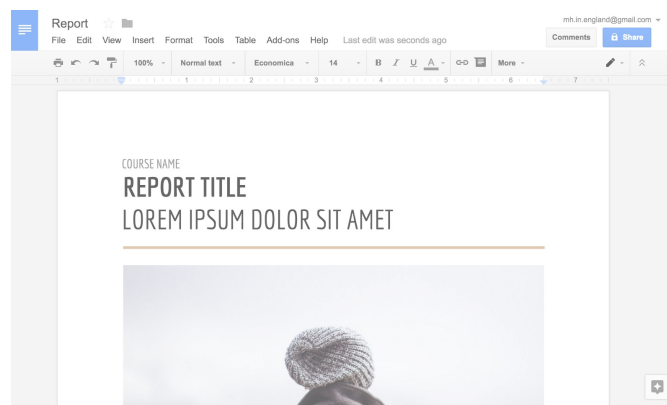 Report
mh.in.england@gmail.com
File Edit View Insert Format Tools Table Add-ons Help Last edit was seconds ago
Comments Share
100% Normal text Economica 14 B I U A More
1 1 2 3 4 5 6 7
COURSE NAME
REPORT TITLE
LOREM IPSUM DOLOR SIT AMET